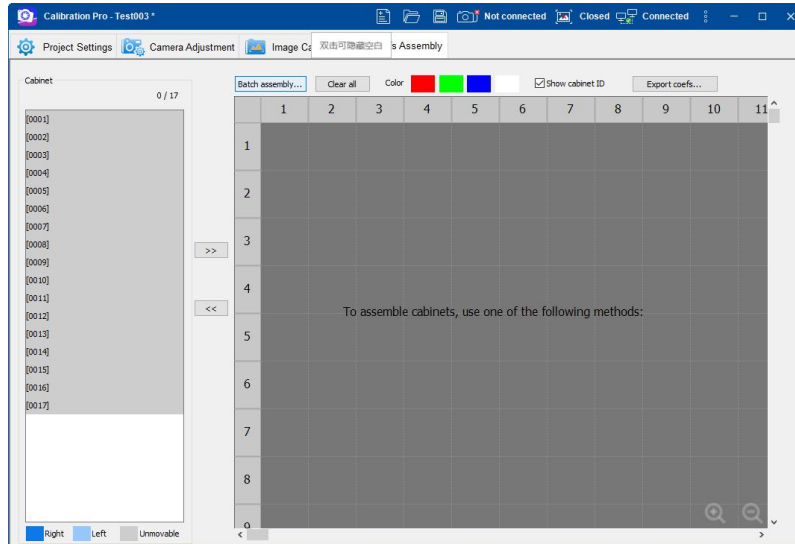 Calibration Pro - Test003 *
Not connected
Closed
Connected
Project Settings
Camera Adjustment
Image Ca
双击可隐藏空白
s Assembly
Cabinet
0 / 17
[0001]
[0002]
[0003]
[0004]
[0005]
[0006]
[0007]
[0008]
[0009]
[0010]
[0011]
[0012]
[0013]
[0014]
[0015]
[0016]
[0017]
Right
Left
Unmovable
>>
<<
Batch assembly...
Clear all
Color
Show cabinet ID
Export coefs...
1 2 3 4 5 6 7 8 9 10 11
1
2
3
4
To assemble cabinets, use one of the following methods:
5
6
7
8
9